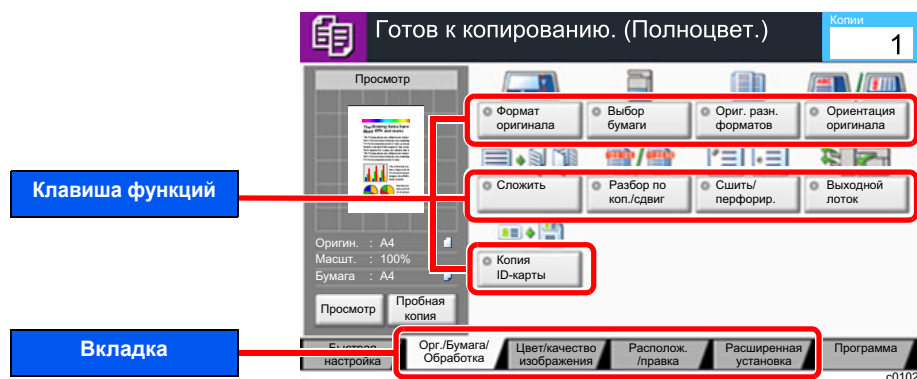 Готов к копированию. (Полноцвет.)
Копии
1
Просмотр
Формат оригинала
Выбор бумаги
Ориг. разн. форматов
Ориентация оригинала
Клавиша функций
Сложить
Разбор по коп./сдвиг
Сшить/ перфорир.
Выходной лоток
Оригин. : A4
Масшт. : 100%
Бумага : A4
Копия ID-карты
Просмотр
Пробная копия
Вкладка
Быстрая настройка
Орг./Бумага/ Обработка
Цвет/качество изображения
Располож. /правка
Расширенная установка
Программа
c0102